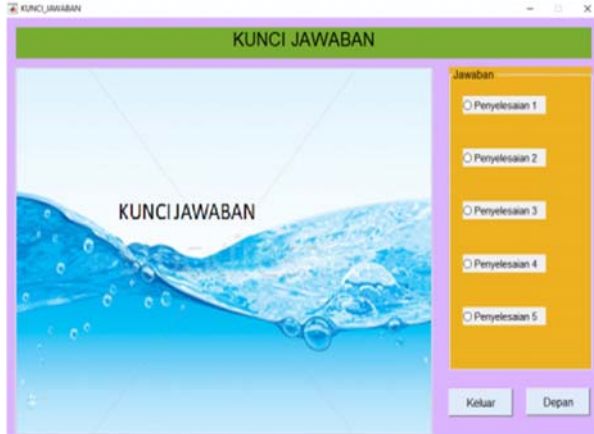 KUNCI_JAWABAN
KUNCI JAWABAN
KUNCI JAWABAN
Jawaban
Penyelesaian 1
Penyelesaian 2
Penyelesaian 3
Penyelesaian 4
Penyelesaian 5
Keluar
Depan